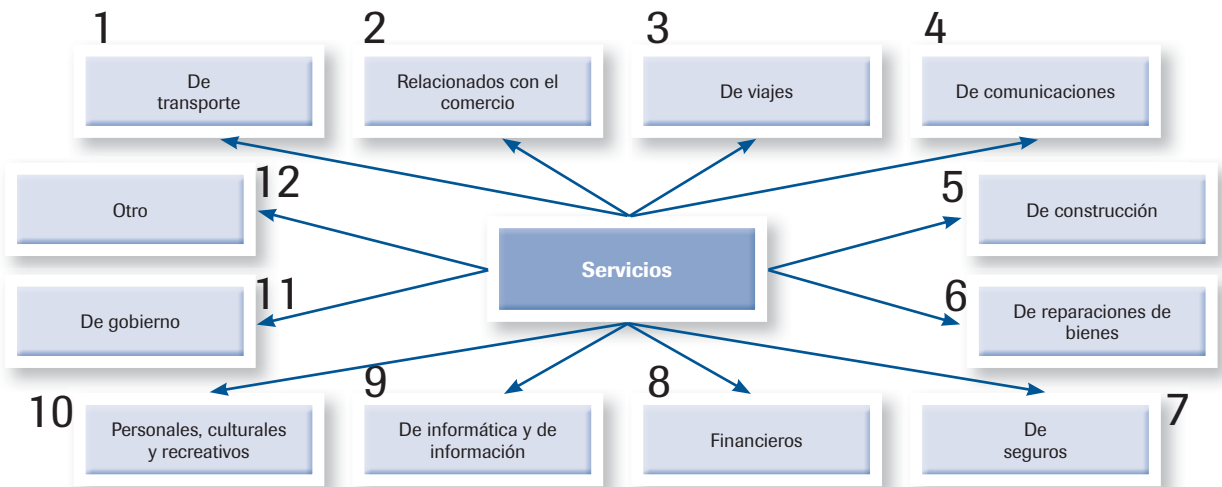 1
De
transporte
2
Relacionados con el
comercio
3
De viajes
4
De comunicaciones
12
Otro
5
De construcción
Servicios
11
De gobierno
6
De reparaciones de
bienes
10
Personales, culturales
y recreativos
9
De informática y de
información
8
Financieros
7
De
seguros